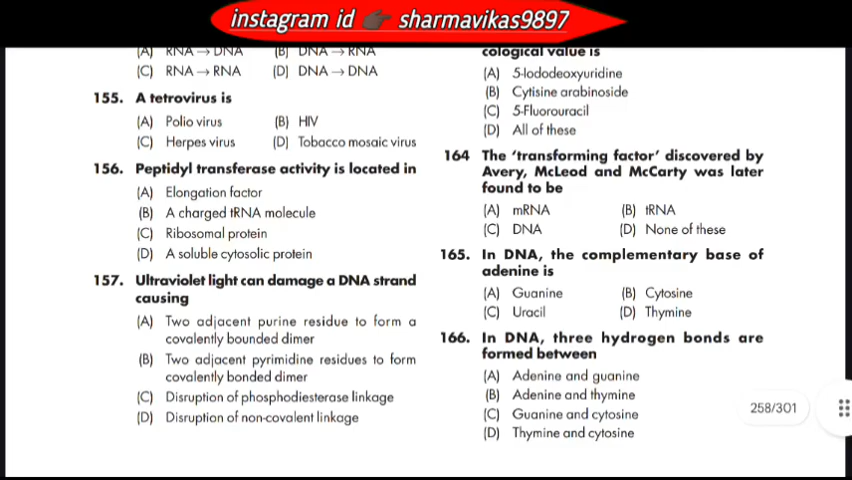 instagram id 👉 sharmavikas9897
(A) RNA → DNA (B) DNA → RNA
(C) RNA → RNA (D) DNA → DNA
155. A tetrovirus is
(A) Polio virus (B) HIV
(C) Herpes virus (D) Tobacco mosaic virus
156. Peptidyl transferase activity is located in
(A) Elongation factor
(B) A charged tRNA molecule
(C) Ribosomal protein
(D) A soluble cytosolic protein
157. Ultraviolet light can damage a DNA strand
causing
(A) Two adjacent purine residue to form a
covalently bounded dimer
(B) Two adjacent pyrimidine residues to form
covalently bonded dimer
(C) Disruption of phosphodiesterase linkage
(D) Disruption of non-covalent linkage
cological value is
(A) 5-Iododeoxyuridine
(B) Cytisine arabinoside
(C) 5-Fluorouracil
(D) All of these
164 The 'transforming factor' discovered by
Avery, McLeod and McCarty was later
found to be
(A) mRNA (B) tRNA
(C) DNA (D) None of these
165. In DNA, the complementary base of
adenine is
(A) Guanine (B) Cytosine
(C) Uracil (D) Thymine
166. In DNA, three hydrogen bonds are
formed between
(A) Adenine and guanine
(B) Adenine and thymine
(C) Guanine and cytosine
(D) Thymine and cytosine
258/301